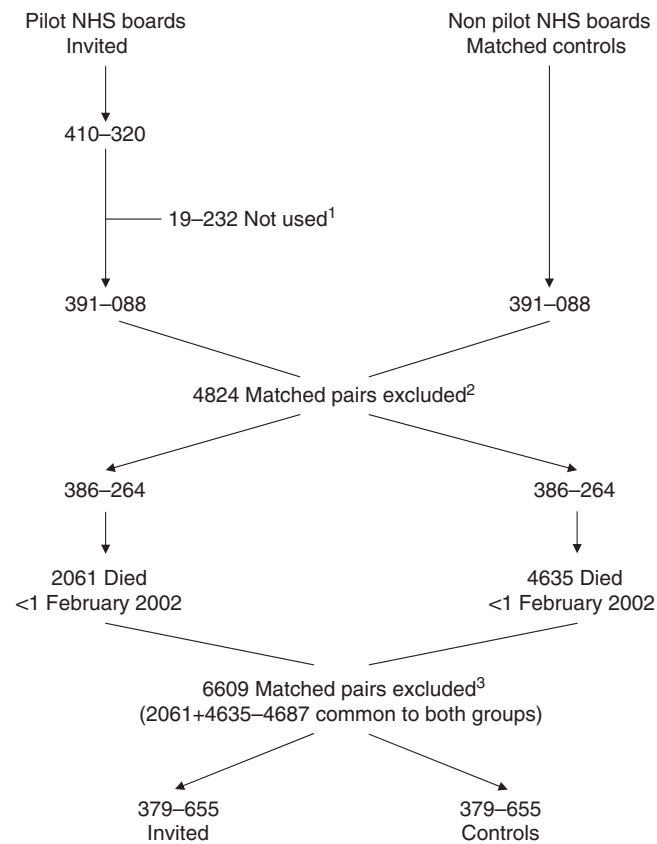 Pilot NHS boards
Invited
Non pilot NHS boards
Matched controls
410–320
19–232 Not used1
391–088
391–088
4824 Matched pairs excluded2
386–264
386–264
2061 Died
<1 February 2002
4635 Died
<1 February 2002
6609 Matched pairs excluded3
(2061+4635–4687 common to both groups)
379–655
Invited
379–655
Controls